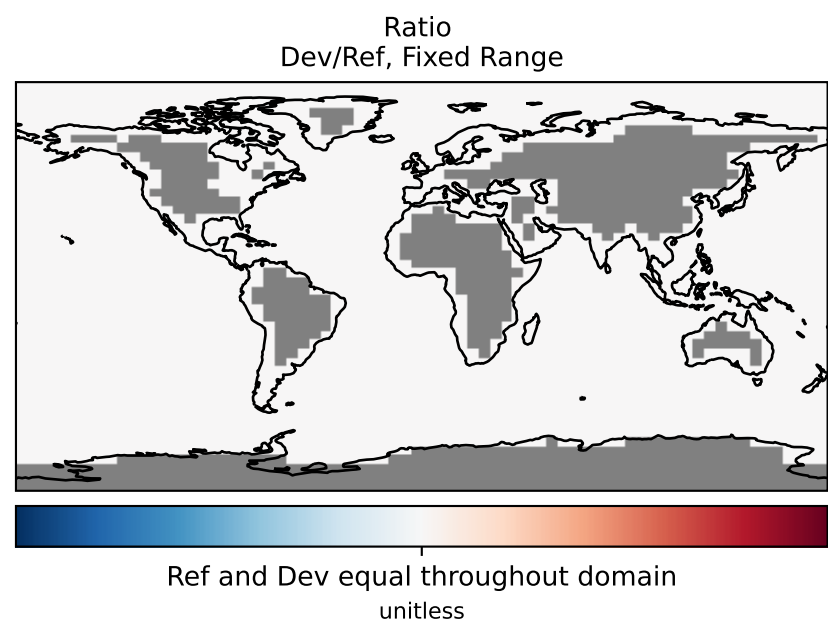 Ratio
Dev/Ref, Fixed Range
Ref and Dev equal throughout domain
unitless